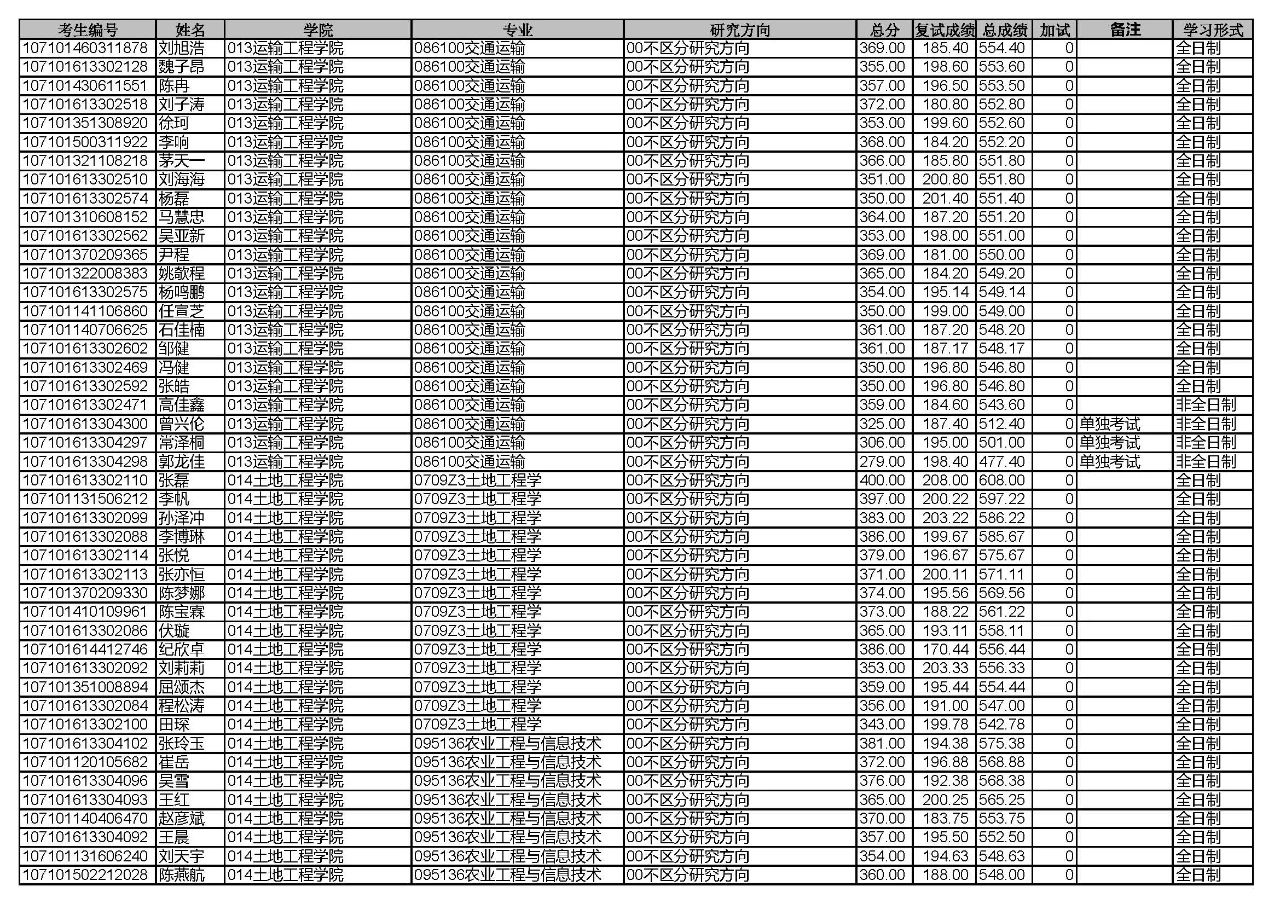 考生编号 姓名 学院 专业 研究方向 总分 复试成绩 总成绩 加试 备注 学习形式
107101460311878 刘旭浩 013运输工程学院 086100交通运输 00不区分研究方向 369.00 185.40 554.40 0 全日制
107101613302128 魏子昂 013运输工程学院 086100交通运输 00不区分研究方向 355.00 198.60 553.60 0 全日制
107101430611551 陈冉 013运输工程学院 086100交通运输 00不区分研究方向 357.00 196.50 553.50 0 全日制
107101613302518 刘子涛 013运输工程学院 086100交通运输 00不区分研究方向 372.00 180.80 552.80 0 全日制
107101351308920 徐珂 013运输工程学院 086100交通运输 00不区分研究方向 353.00 199.60 552.60 0 全日制
107101500311922 李响 013运输工程学院 086100交通运输 00不区分研究方向 368.00 184.20 552.20 0 全日制
107101321108218 茅天一 013运输工程学院 086100交通运输 00不区分研究方向 366.00 185.80 551.80 0 全日制
107101613302510 刘海海 013运输工程学院 086100交通运输 00不区分研究方向 351.00 200.80 551.80 0 全日制
107101613302574 杨磊 013运输工程学院 086100交通运输 00不区分研究方向 350.00 201.40 551.40 0 全日制
107101310608152 马慧忠 013运输工程学院 086100交通运输 00不区分研究方向 364.00 187.20 551.20 0 全日制
107101613302562 吴亚新 013运输工程学院 086100交通运输 00不区分研究方向 353.00 198.00 551.00 0 全日制
107101370209365 尹程 013运输工程学院 086100交通运输 00不区分研究方向 369.00 181.00 550.00 0 全日制
107101322008383 姚欹程 013运输工程学院 086100交通运输 00不区分研究方向 365.00 184.20 549.20 0 全日制
107101613302575 杨鸣鹏 013运输工程学院 086100交通运输 00不区分研究方向 354.00 195.14 549.14 0 全日制
107101141106860 任宣芝 013运输工程学院 086100交通运输 00不区分研究方向 350.00 199.00 549.00 0 全日制
107101140706625 石佳楠 013运输工程学院 086100交通运输 00不区分研究方向 361.00 187.20 548.20 0 全日制
107101613302602 邹健 013运输工程学院 086100交通运输 00不区分研究方向 361.00 187.17 548.17 0 全日制
107101613302469 冯健 013运输工程学院 086100交通运输 00不区分研究方向 350.00 196.80 546.80 0 全日制
107101613302592 张皓 013运输工程学院 086100交通运输 00不区分研究方向 350.00 196.80 546.80 0 全日制
107101613302471 高佳鑫 013运输工程学院 086100交通运输 00不区分研究方向 359.00 184.60 543.60 0 非全日制
107101613304300 曾兴伦 013运输工程学院 086100交通运输 00不区分研究方向 325.00 187.40 512.40 0 单独考试 非全日制
107101613304297 常泽桐 013运输工程学院 086100交通运输 00不区分研究方向 306.00 195.00 501.00 0 单独考试 非全日制
107101613304298 郭龙佳 013运输工程学院 086100交通运输 00不区分研究方向 279.00 198.40 477.40 0 单独考试 非全日制
107101613302110 张磊 014土地工程学院 0709Z3土地工程学 00不区分研究方向 400.00 208.00 608.00 0 全日制
107101131506212 李帆 014土地工程学院 0709Z3土地工程学 00不区分研究方向 397.00 200.22 597.22 0 全日制
107101613302099 孙泽冲 014土地工程学院 0709Z3土地工程学 00不区分研究方向 383.00 203.22 586.22 0 全日制
107101613302088 李博琳 014土地工程学院 0709Z3土地工程学 00不区分研究方向 386.00 199.67 585.67 0 全日制
107101613302114 张悦 014土地工程学院 0709Z3土地工程学 00不区分研究方向 379.00 196.67 575.67 0 全日制
107101613302113 张亦恒 014土地工程学院 0709Z3土地工程学 00不区分研究方向 371.00 200.11 571.11 0 全日制
107101370209330 陈梦娜 014土地工程学院 0709Z3土地工程学 00不区分研究方向 374.00 195.56 569.56 0 全日制
107101410109961 陈宝霖 014土地工程学院 0709Z3土地工程学 00不区分研究方向 373.00 188.22 561.22 0 全日制
107101613302086 伏璇 014土地工程学院 0709Z3土地工程学 00不区分研究方向 365.00 193.11 558.11 0 全日制
107101614412746 纪欣卓 014土地工程学院 0709Z3土地工程学 00不区分研究方向 386.00 170.44 556.44 0 全日制
107101613302092 刘莉莉 014土地工程学院 0709Z3土地工程学 00不区分研究方向 353.00 203.33 556.33 0 全日制
107101351008894 屈颂杰 014土地工程学院 0709Z3土地工程学 00不区分研究方向 359.00 195.44 554.44 0 全日制
107101613302084 程松涛 014土地工程学院 0709Z3土地工程学 00不区分研究方向 356.00 191.00 547.00 0 全日制
107101613302100 田琛 014土地工程学院 0709Z3土地工程学 00不区分研究方向 343.00 199.78 542.78 0 全日制
107101613304102 张玲玉 014土地工程学院 095136农业工程与信息技术 00不区分研究方向 381.00 194.38 575.38 0 全日制
107101120105682 崔岳 014土地工程学院 095136农业工程与信息技术 00不区分研究方向 372.00 196.88 568.88 0 全日制
107101613304096 吴雪 014土地工程学院 095136农业工程与信息技术 00不区分研究方向 376.00 192.38 568.38 0 全日制
107101613304093 王红 014土地工程学院 095136农业工程与信息技术 00不区分研究方向 365.00 200.25 565.25 0 全日制
107101140406470 赵彦斌 014土地工程学院 095136农业工程与信息技术 00不区分研究方向 370.00 183.75 553.75 0 全日制
107101613304092 王晨 014土地工程学院 095136农业工程与信息技术 00不区分研究方向 357.00 195.50 552.50 0 全日制
107101131606240 刘天宇 014土地工程学院 095136农业工程与信息技术 00不区分研究方向 354.00 194.63 548.63 0 全日制
107101502212028 陈燕航 014土地工程学院 095136农业工程与信息技术 00不区分研究方向 360.00 188.00 548.00 0 全日制